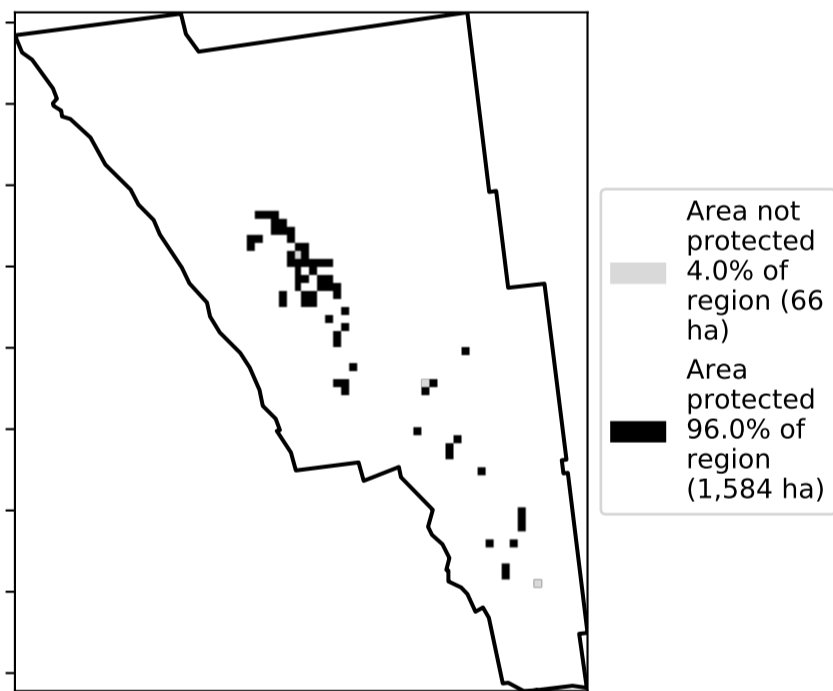 Area not
protected
4.0% of
region (66
ha)
Area
protected
96.0% of
region
(1,584 ha)